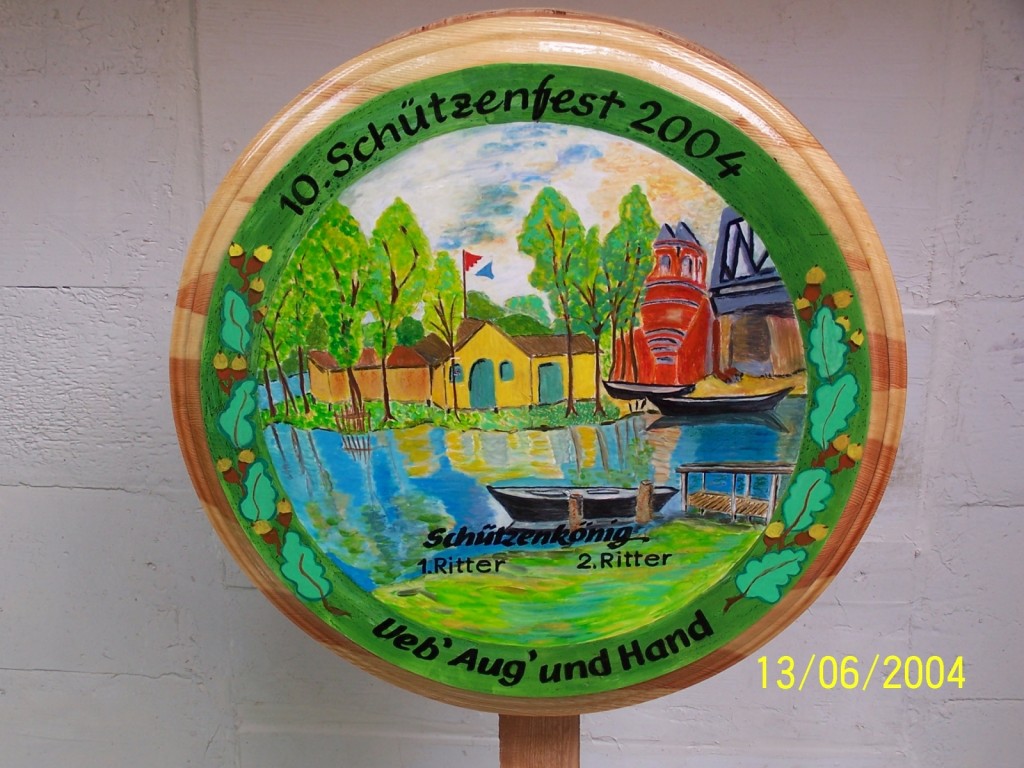 10. Schützenfest 2004
Schützenkönig
1. Ritter 2. Ritter
Ueb' Aug' und Hand
13/06/2004